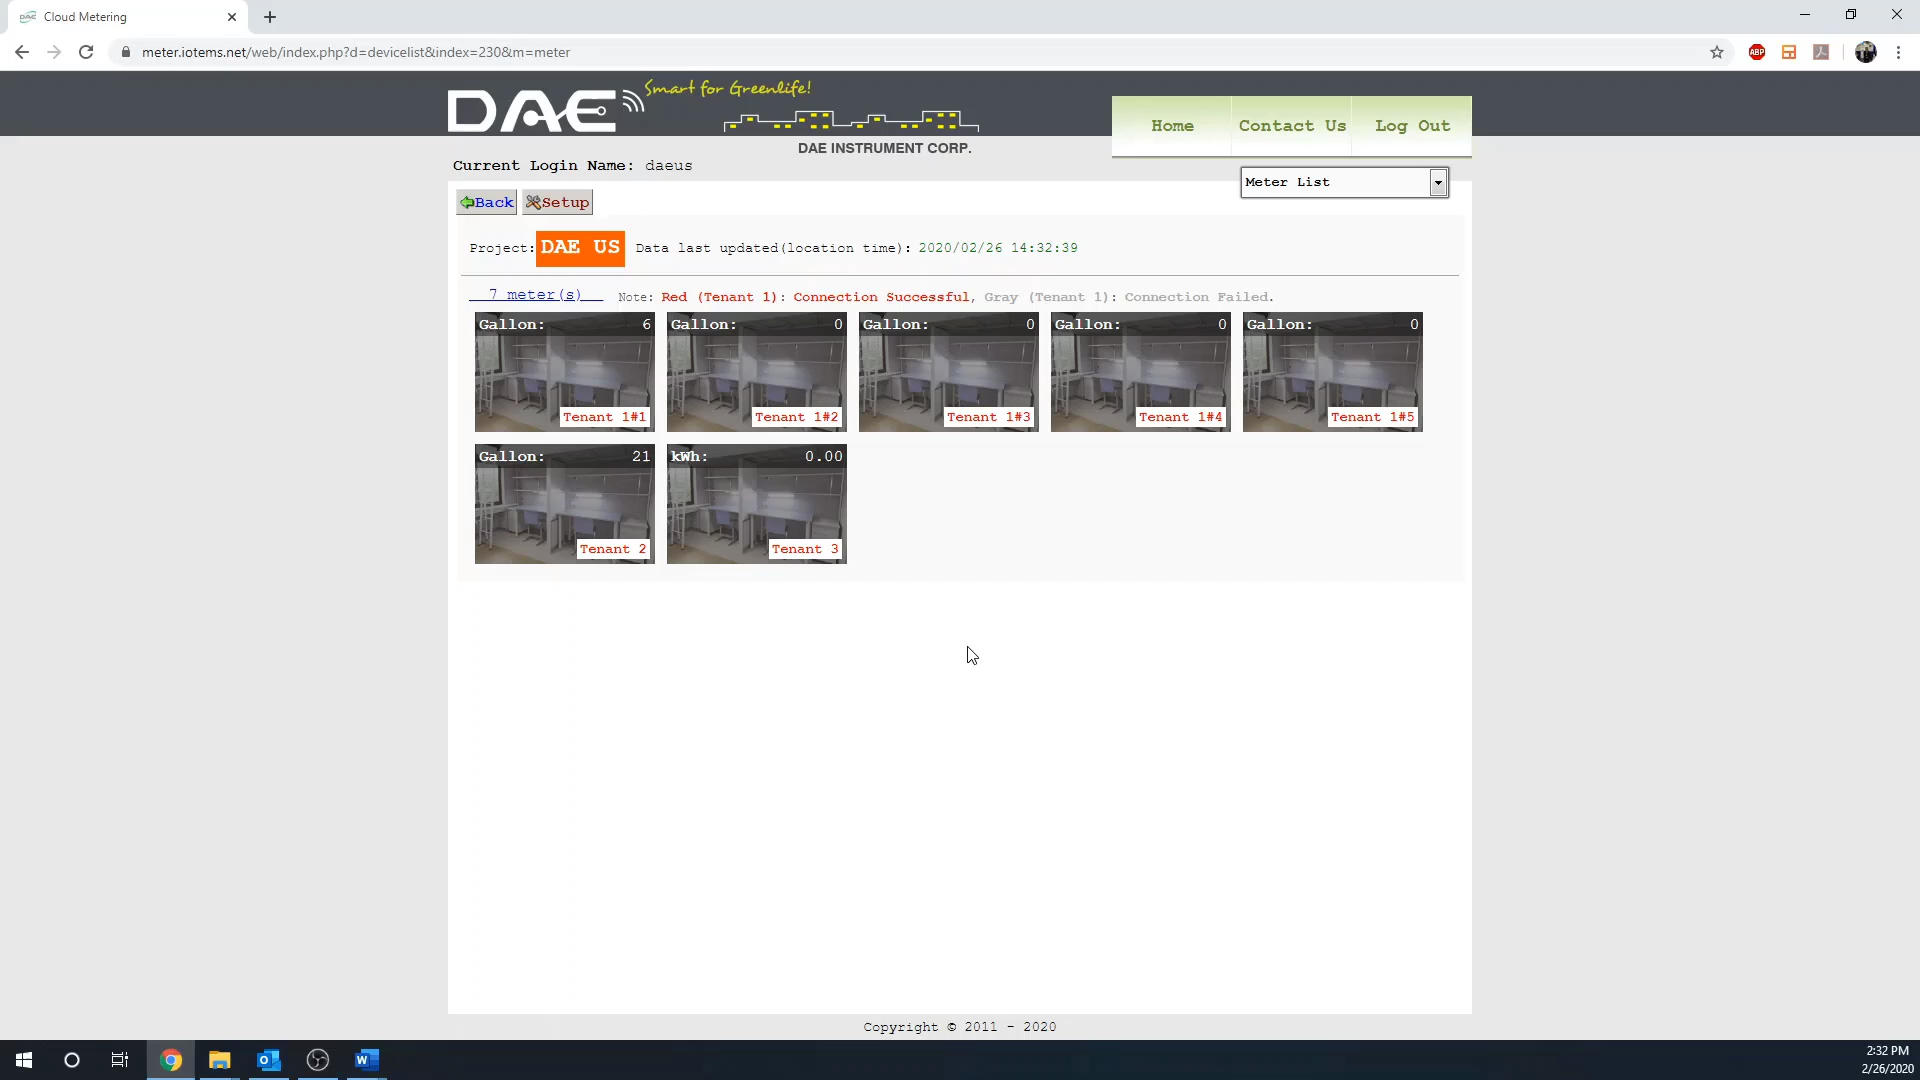 Cloud Metering
meter.iotems.net/web/index.php?d=devicelist&index=230&m=meter
ABP
DAE
Smart for Greenlife!
DAE INSTRUMENT CORP.
Home Contact Us Log Out
Current Login Name: daeus
Meter List
Back Setup
Project: DAE US Data last updated(location time): 2020/02/26 14:32:39
7 meter(s) Note: Red (Tenant 1): Connection Successful, Gray (Tenant 1): Connection Failed.
Gallon: 6 Gallon: 0 Gallon: 0 Gallon: 0 Gallon: 0
Tenant 1#1 Tenant 1#2 Tenant 1#3 Tenant 1#4 Tenant 1#5
Gallon: 21 kWh: 0.00
Tenant 2 Tenant 3
Copyright © 2011 - 2020
2:32 PM
2/26/2020